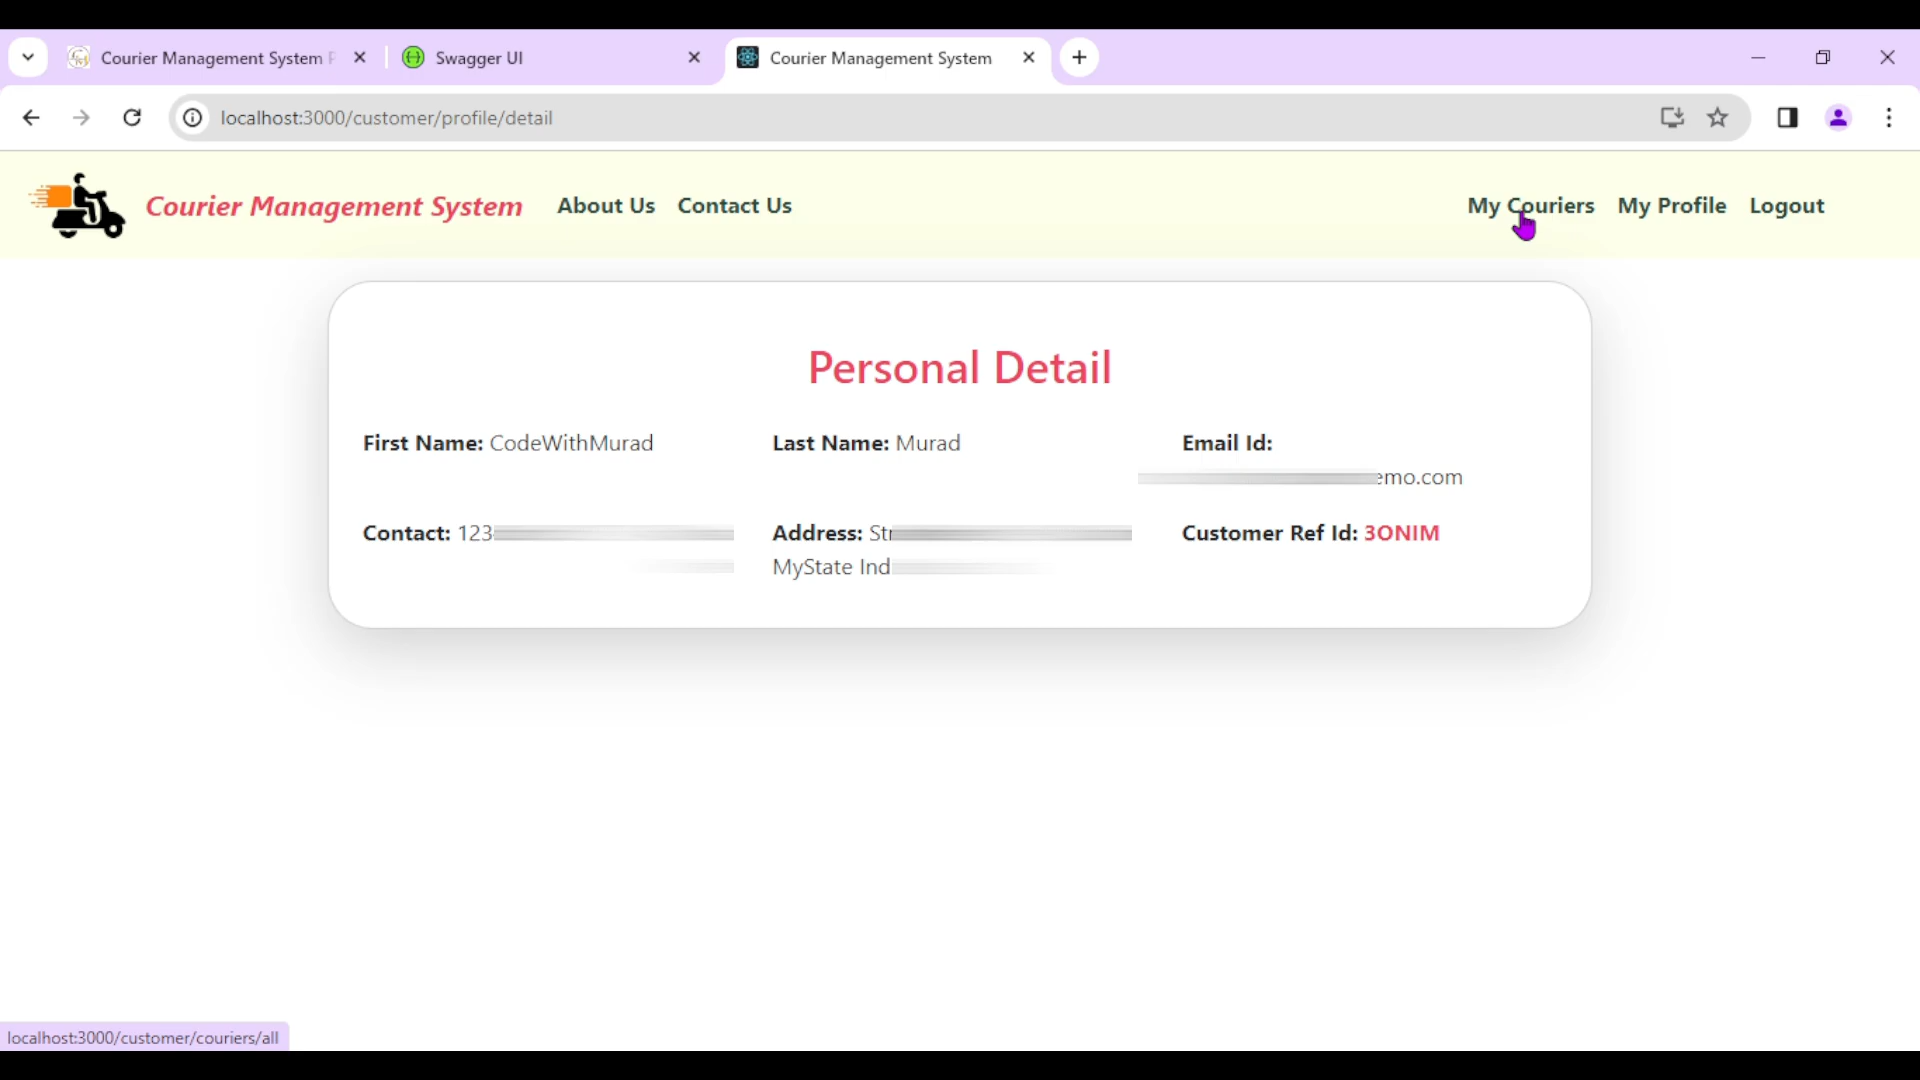 Courier Management System
Swagger UI
Courier Management System
localhost:3000/customer/profile/detail
Courier Management System About Us Contact Us My Couriers My Profile Logout
Personal Detail
First Name: CodeWithMurad Last Name: Murad Email Id:
emo.com
Contact: 123 Address: Customer Ref Id: 3ONIM
MyState Ind
localhost:3000/customer/couriers/all